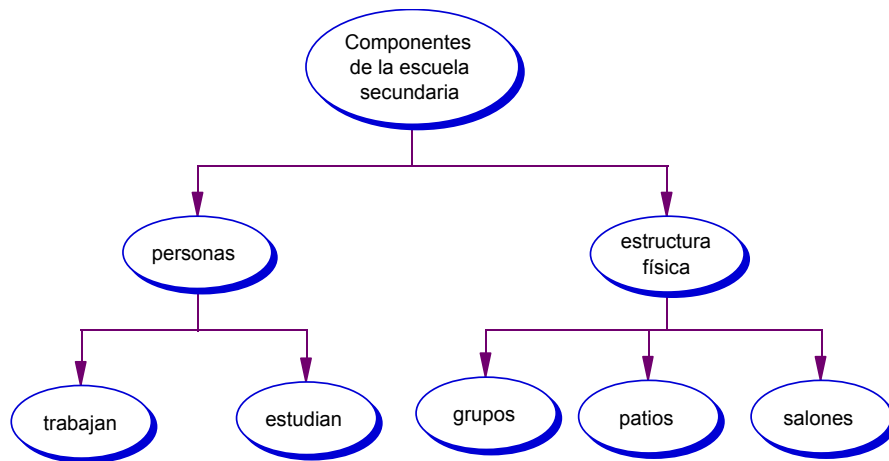 Componentes
de la escuela
secundaria
personas
estructura
física
trabajan
estudian
grupos
patios
salones